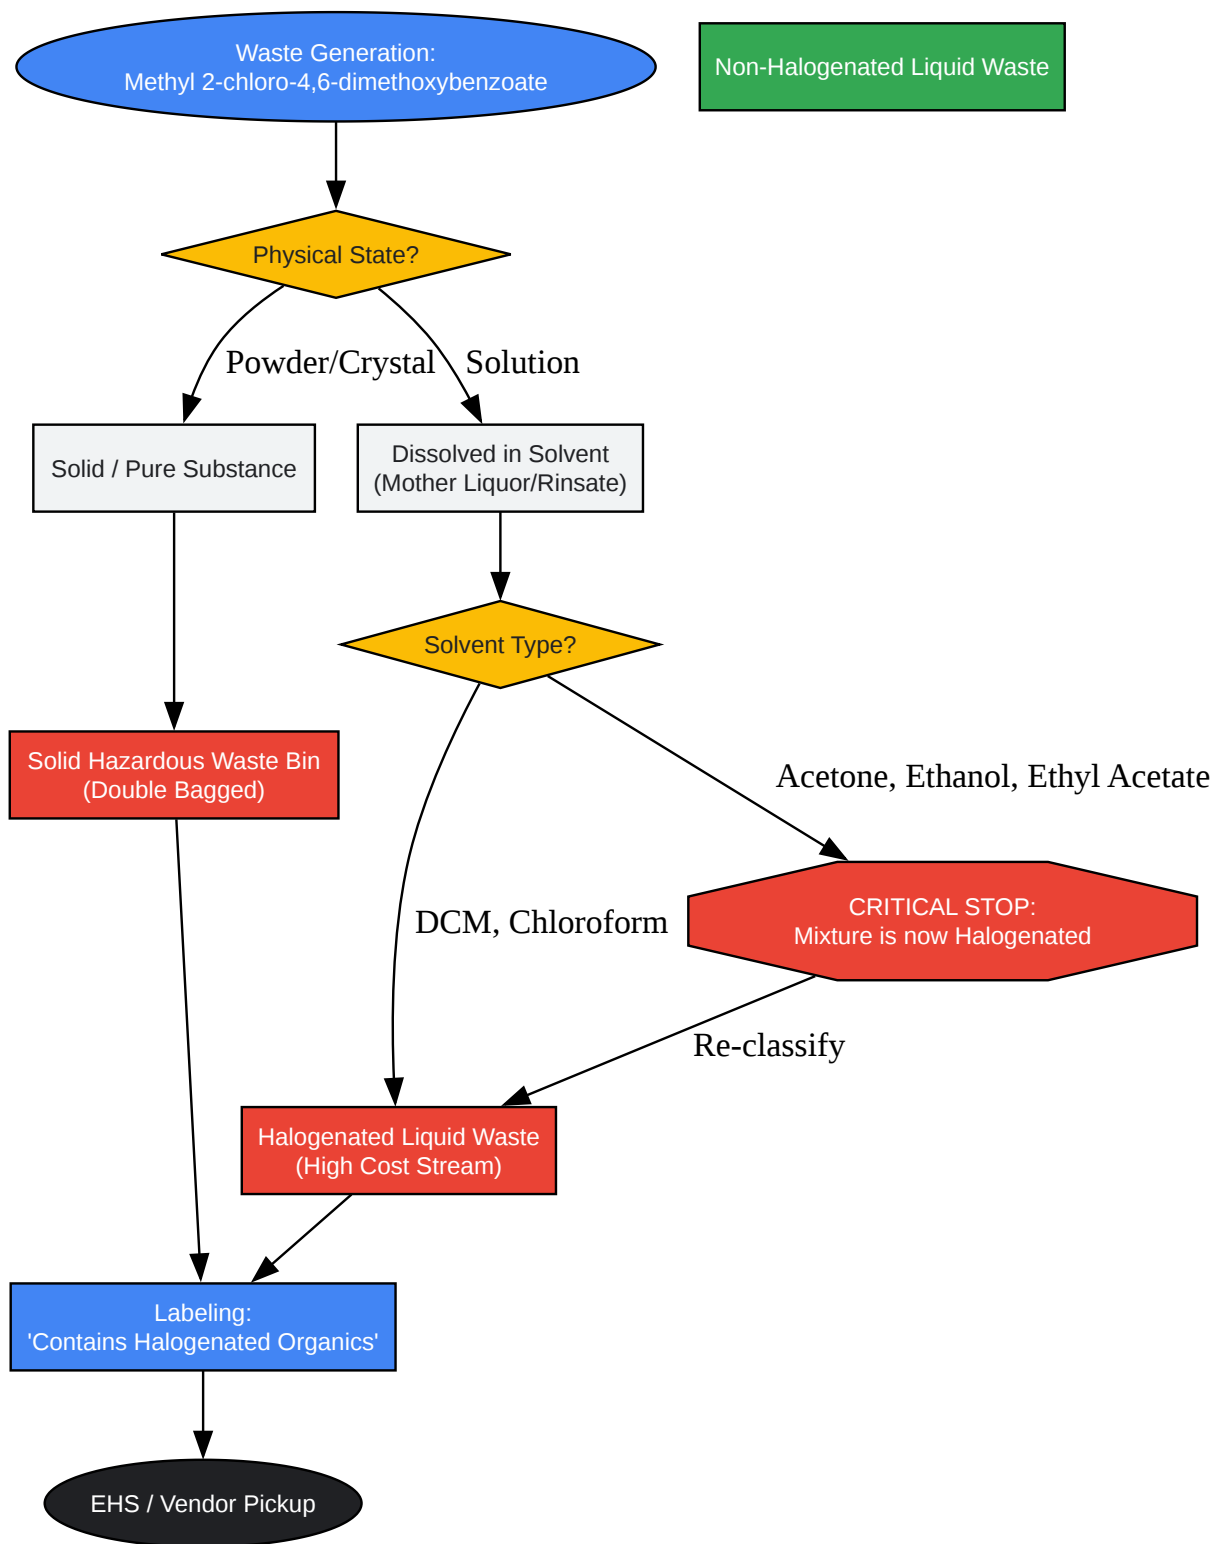 Waste Generation:
Methyl 2-chloro-4,6-dimethoxybenzoate
Non-Halogenated Liquid Waste
Physical State?
Powder/Crystal
Solution
Solid / Pure Substance
Dissolved in Solvent
(Mother Liquor/Rinsate)
Solvent Type?
Solid Hazardous Waste Bin
(Double Bagged)
Acetone, Ethanol, Ethyl Acetate
DCM, Chloroform
CRITICAL STOP:
Mixture is now Halogenated
Re-classify
Halogenated Liquid Waste
(High Cost Stream)
Labeling:
'Contains Halogenated Organics'
EHS / Vendor Pickup